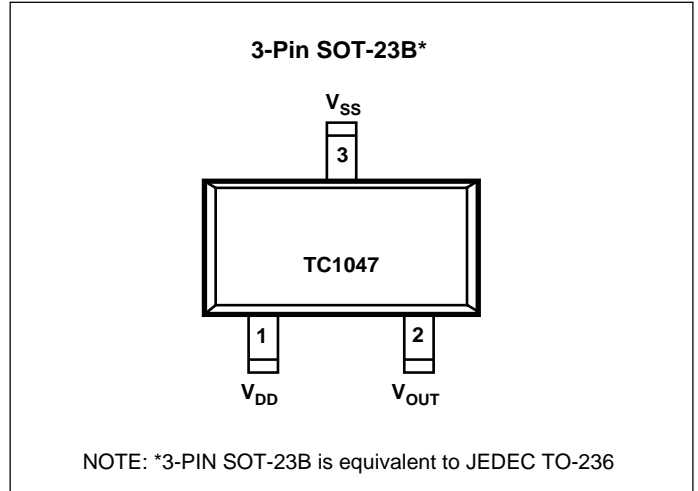 3-Pin SOT-23B*
VSS
3
TC1047
1 2
VDD VOUT
NOTE: *3-PIN SOT-23B is equivalent to JEDEC TO-236